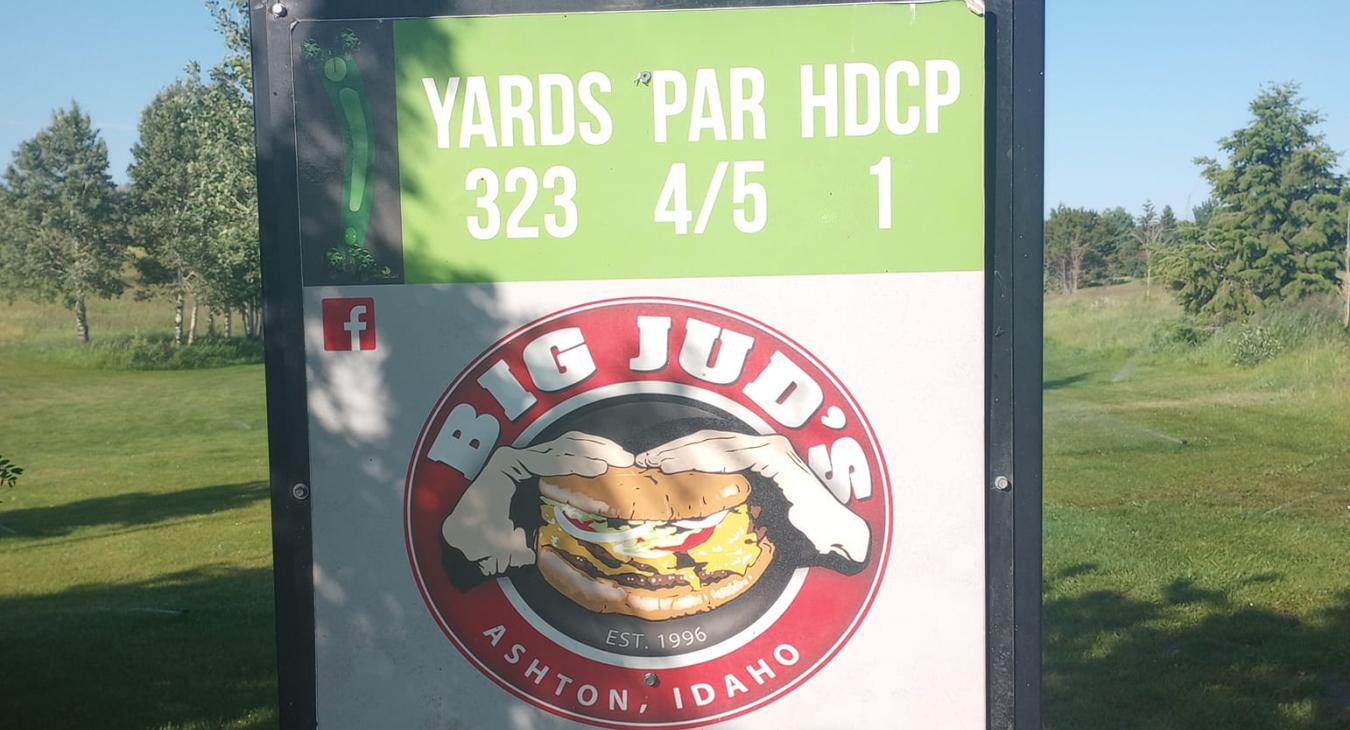 YARDS PAR HDCP
323 4/5 1
f
BIG JUD'S
EST. 1996
ASHTON, IDAHO